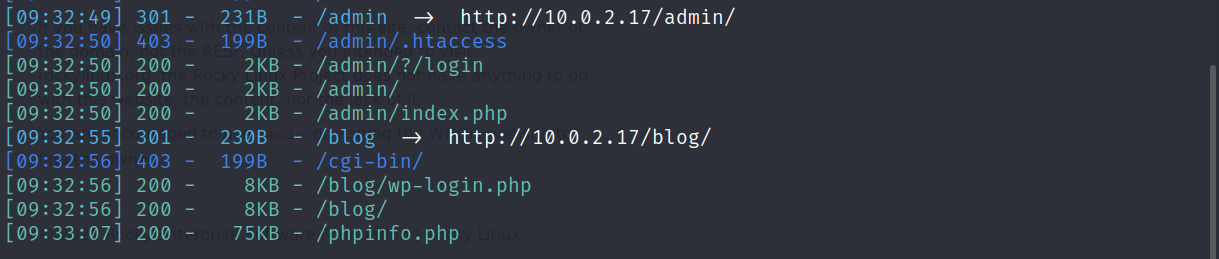 [09:32:49] 301 - 231B - /admin -> http://10.0.2.17/admin/
[09:32:50] 403 - 199B - /admin/.htaccess
[09:32:50] 200 - 2KB - /admin/?/login
[09:32:50] 200 - 2KB - /admin/
[09:32:50] 200 - 2KB - /admin/index.php
[09:32:55] 301 - 230B - /blog -> http://10.0.2.17/blog/
[09:32:56] 403 - 199B - /cgi-bin/
[09:32:56] 200 - 8KB - /blog/wp-login.php
[09:32:56] 200 - 8KB - /blog/
[09:33:07] 200 - 75KB - /phpinfo.php